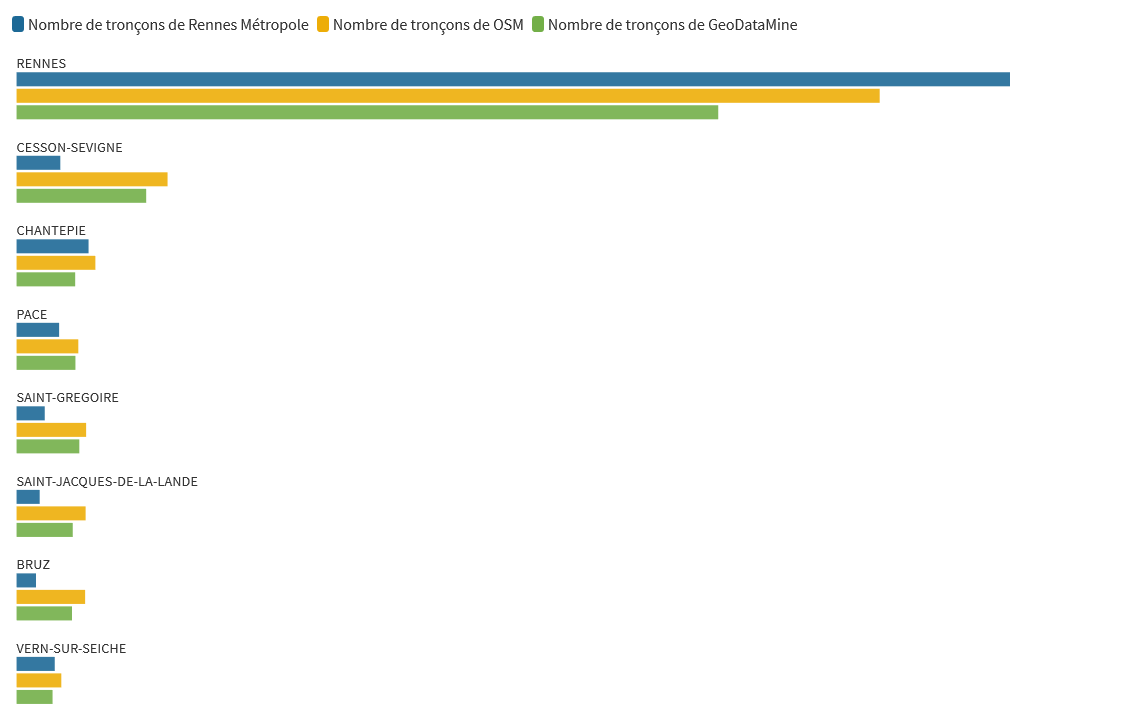 Nombre de tronçons de Rennes Métropole Nombre de tronçons de OSM Nombre de tronçons de GeoDataMine
RENNES
CESSON-SEVIGNE
CHANTEPIE
PACE
SAINT-GREGOIRE
SAINT-JACQUES-DE-LA-LANDE
BRUZ
VERN-SUR-SEICHE